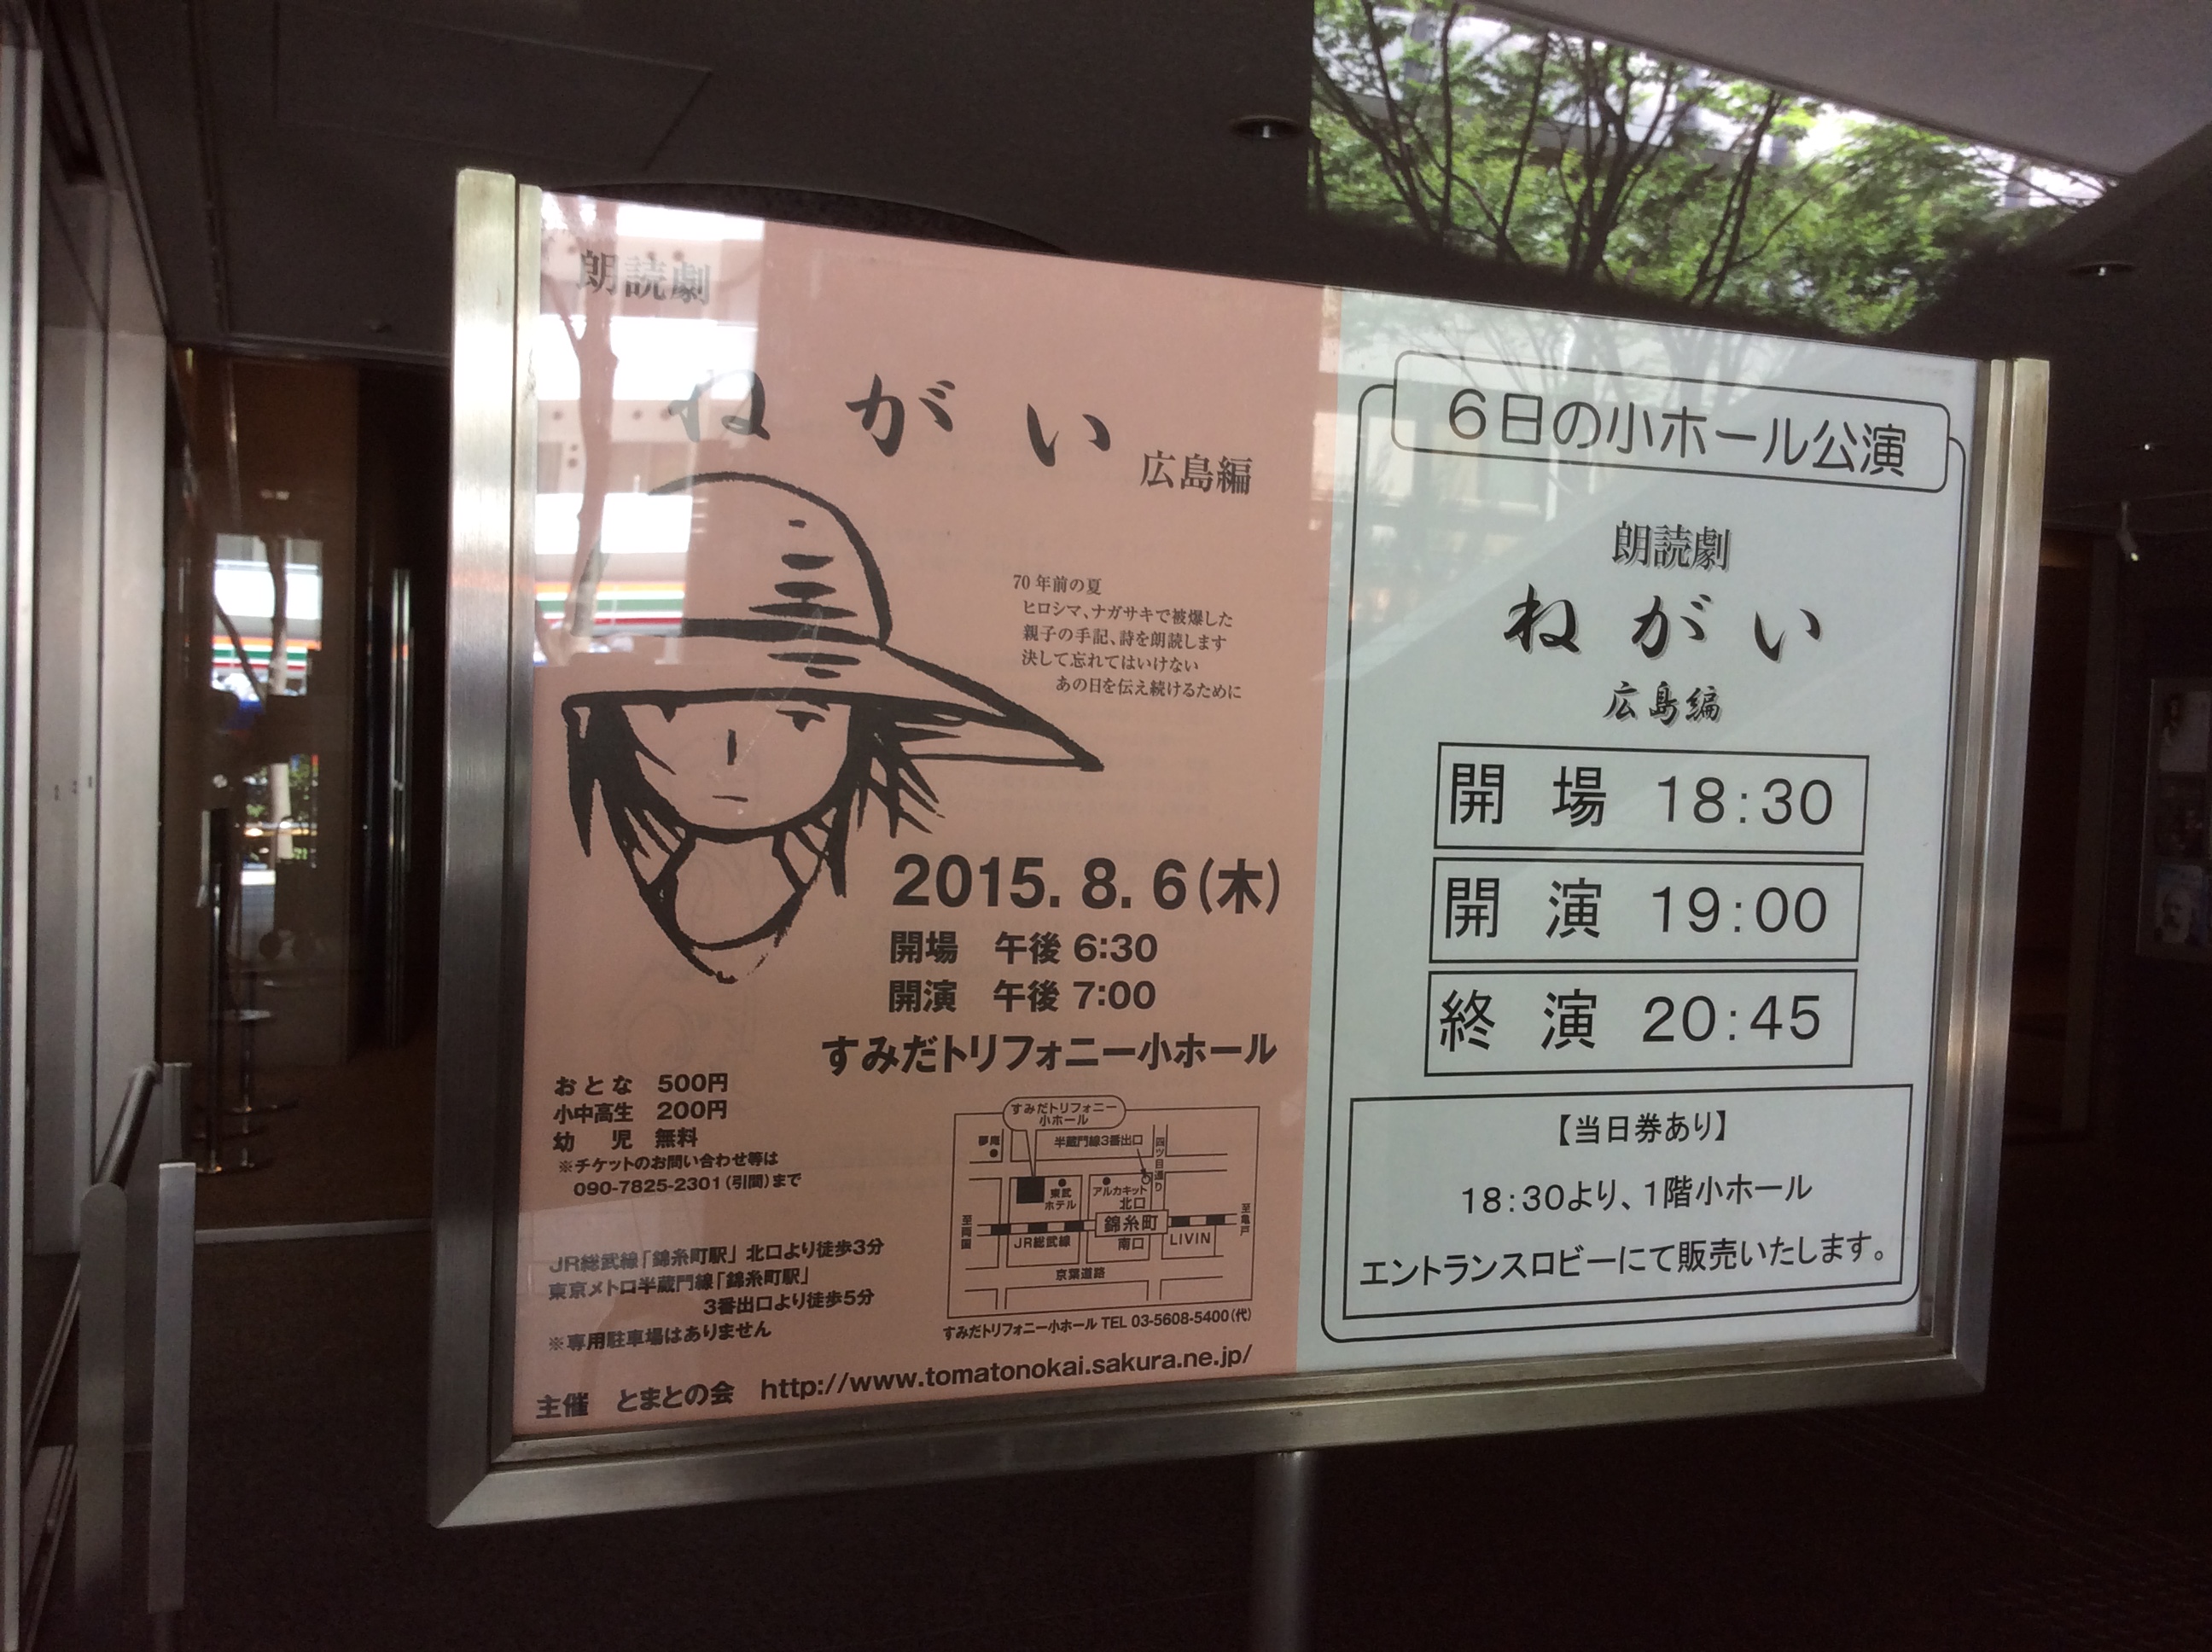 朗読劇
ねがい
広島編
70年前の夏
ヒロシマ、ナガサキで被爆した
親子の手記、詩を朗読します
決して忘れてはいけない
あの日を伝え続けるために
2015. 8. 6(木)
開場 午後 6:30
開演 午後 7:00
すみだトリフォニー小ホール
おとな 500円
小中高生 200円
幼児 無料
※チケットのお問い合わせ等は
090-7825-2301(引間)まで
JR総武線「錦糸町駅」北口より徒歩3分
東京メトロ半蔵門線「錦糸町駅」
3番出口より徒歩5分
※専用駐車場はありません
すみだトリフォニー
小ホール
半蔵門線3番出口
四ツ目通り
東武
ホテル
アルカキット
北口
至両国
錦糸町
至亀戸
JR総武線
南口
LIVIN
京葉道路
すみだトリフォニー小ホール TEL 03-5608-5400(代)
主催 とまとの会 http://www.tomatonokai.sakura.ne.jp/
6日の小ホール公演
朗読劇
ねがい
広島編
開場 18:30
開演 19:00
終演 20:45
【当日券あり】
18:30より、1階小ホール
エントランスロビーにて販売いたします。